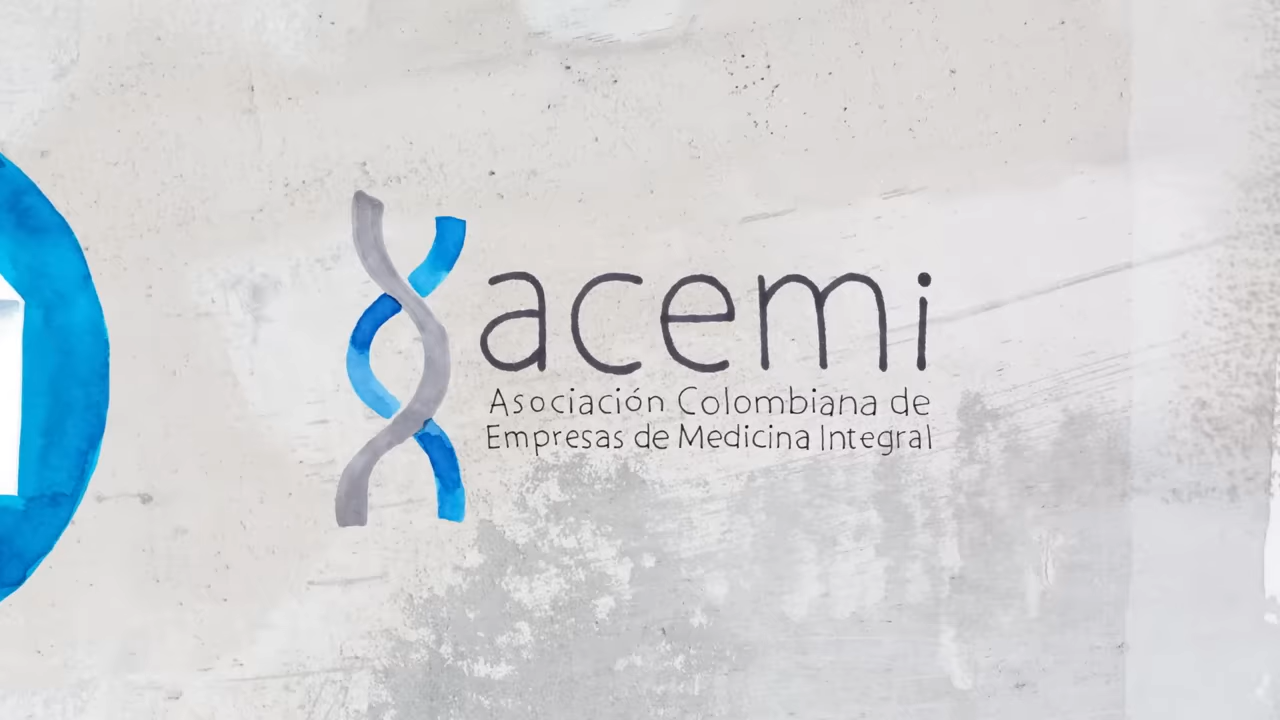 acemi
Asociación Colombiana de
Empresas de Medicina Integral